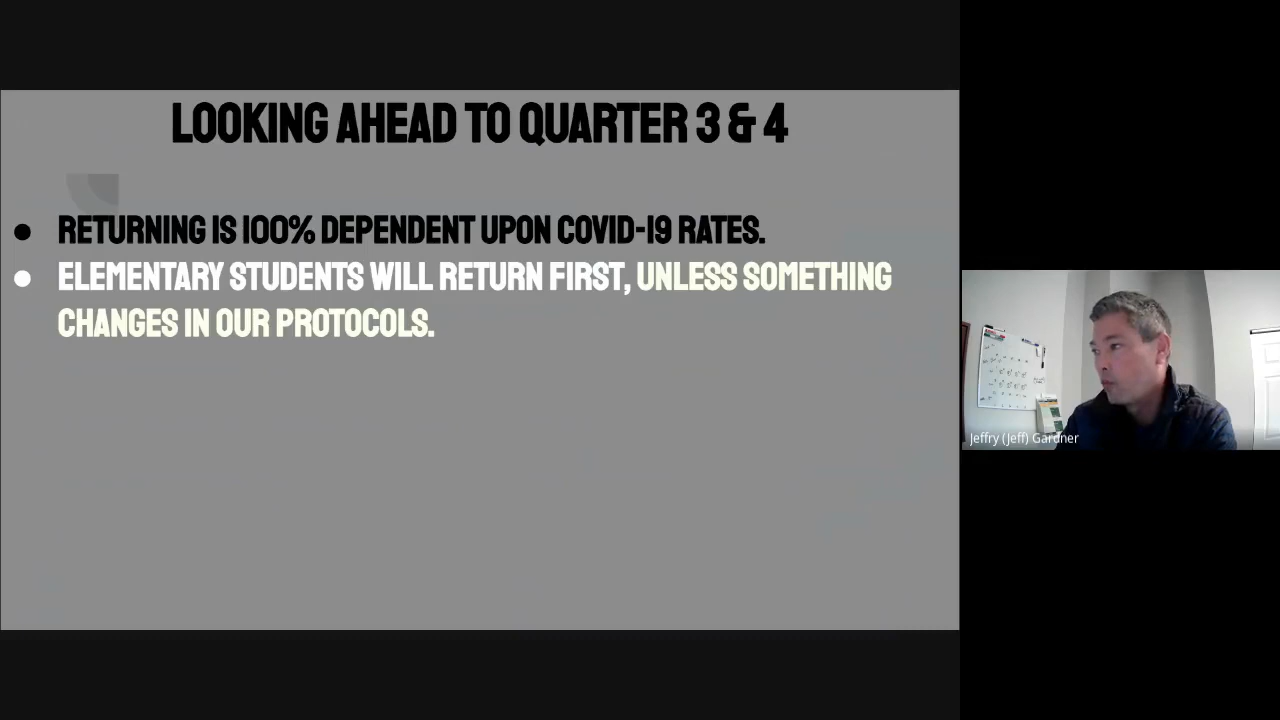 LOOKING AHEAD TO QUARTER 3 & 4
● RETURNING IS 100% DEPENDENT UPON COVID-19 RATES.
● ELEMENTARY STUDENTS WILL RETURN FIRST, UNLESS SOMETHING
CHANGES IN OUR PROTOCOLS.
Jeffry (Jeff) Gardner